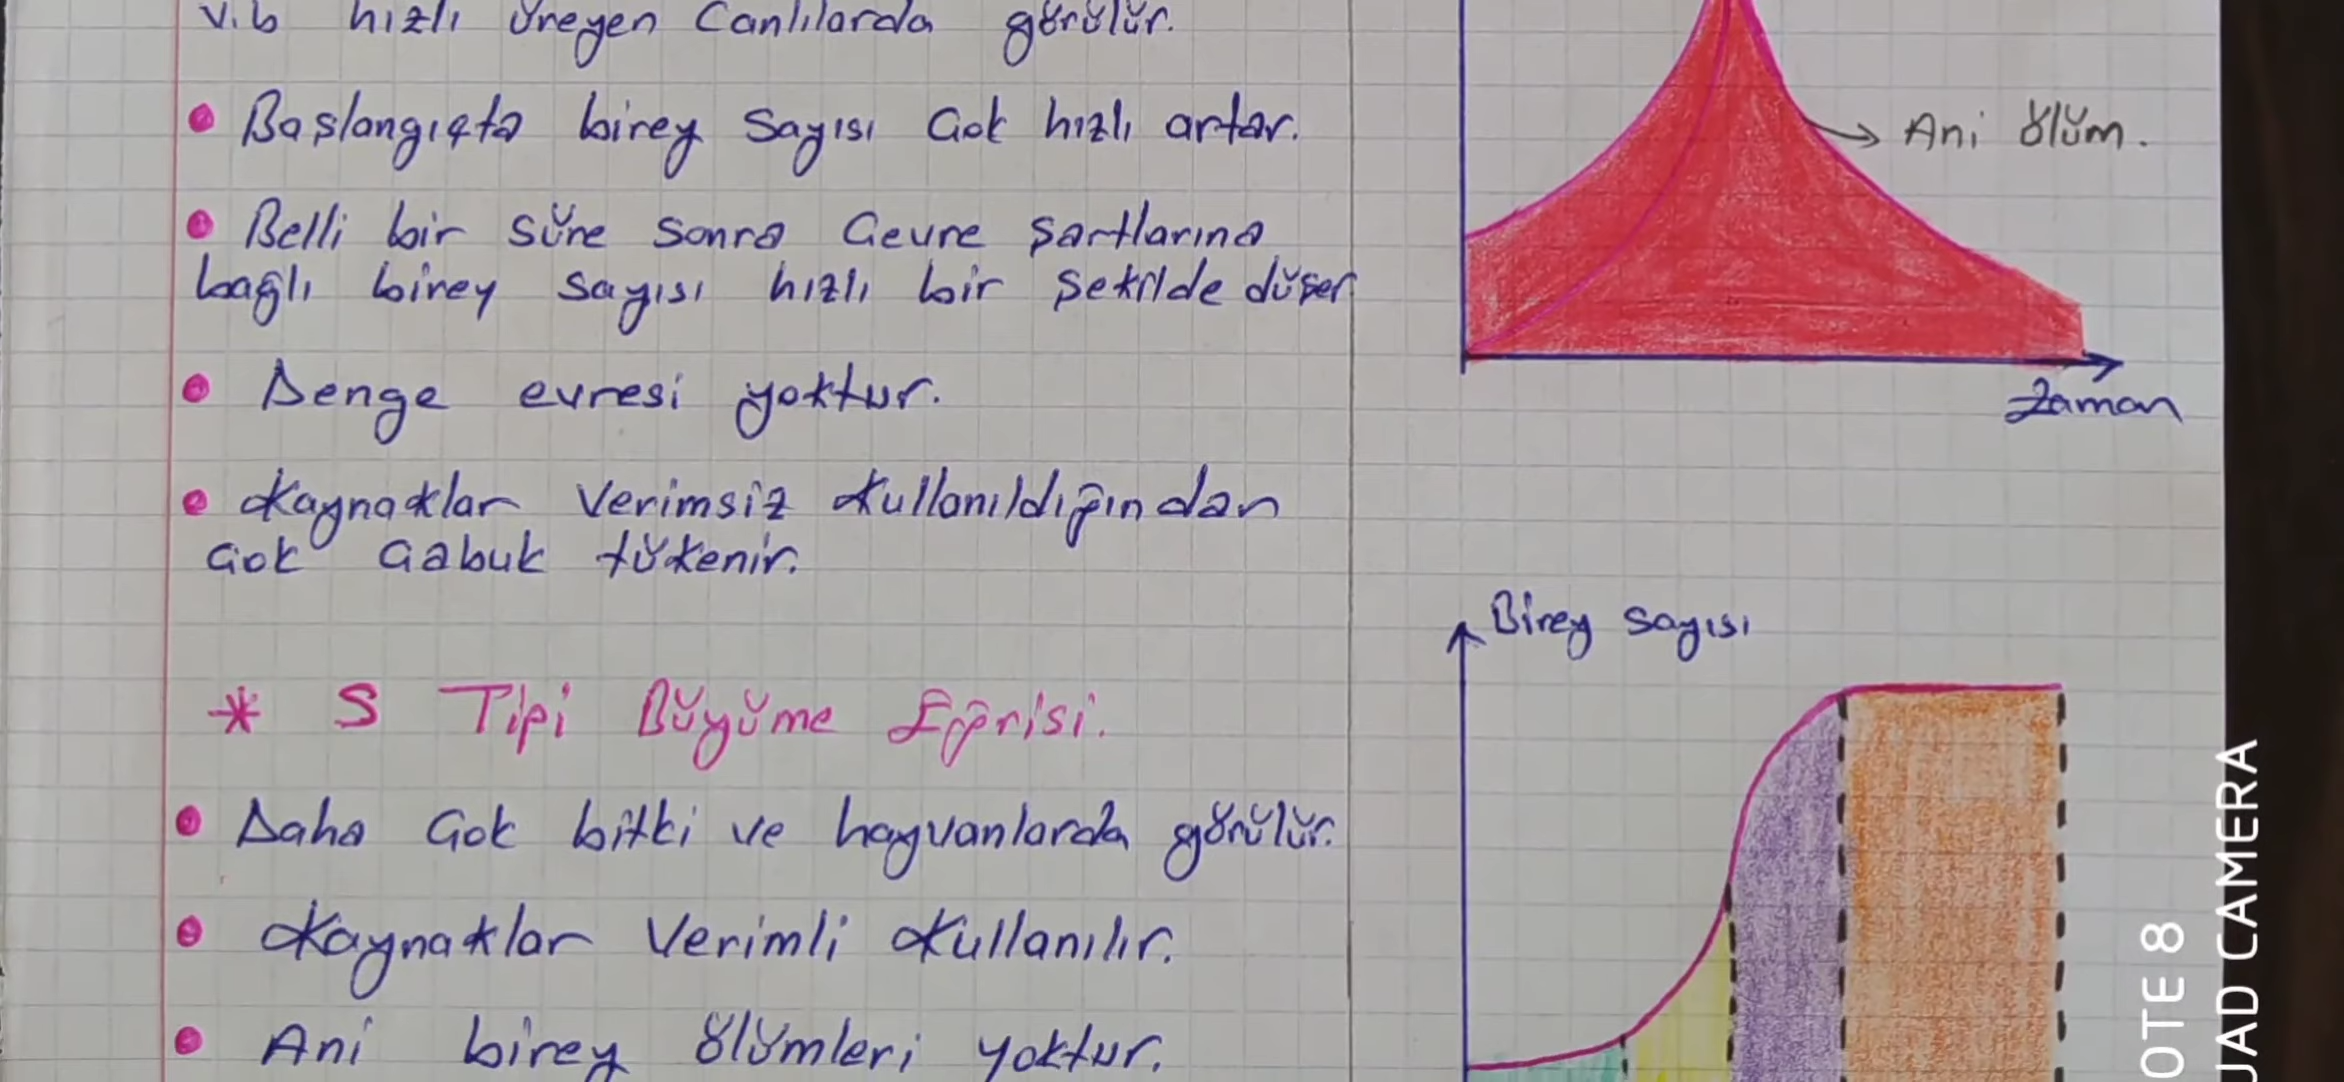 v.b hızlı üreyen Canlılarda görülür.
• Başlangıçta birey sayısı Çok hızlı artar.
• Belli bir süre sonra Çevre şartlarına
bağlı birey sayısı hızlı bir şekilde düşer
• Denge evresi yoktur.
• Kaynaklar Verimsiz Kullanıldığından
Çok Çabuk tükenir.
* S Tipi Büyüme Eğrisi.
• Daha Çok bitki ve hayvanlarda görülür.
• Kaynaklar Verimli Kullanılır.
• Ani birey ölümleri yoktur.
Ani ölüm.
Zaman
Birey sayısı
OTE 8
UAD CAMERA